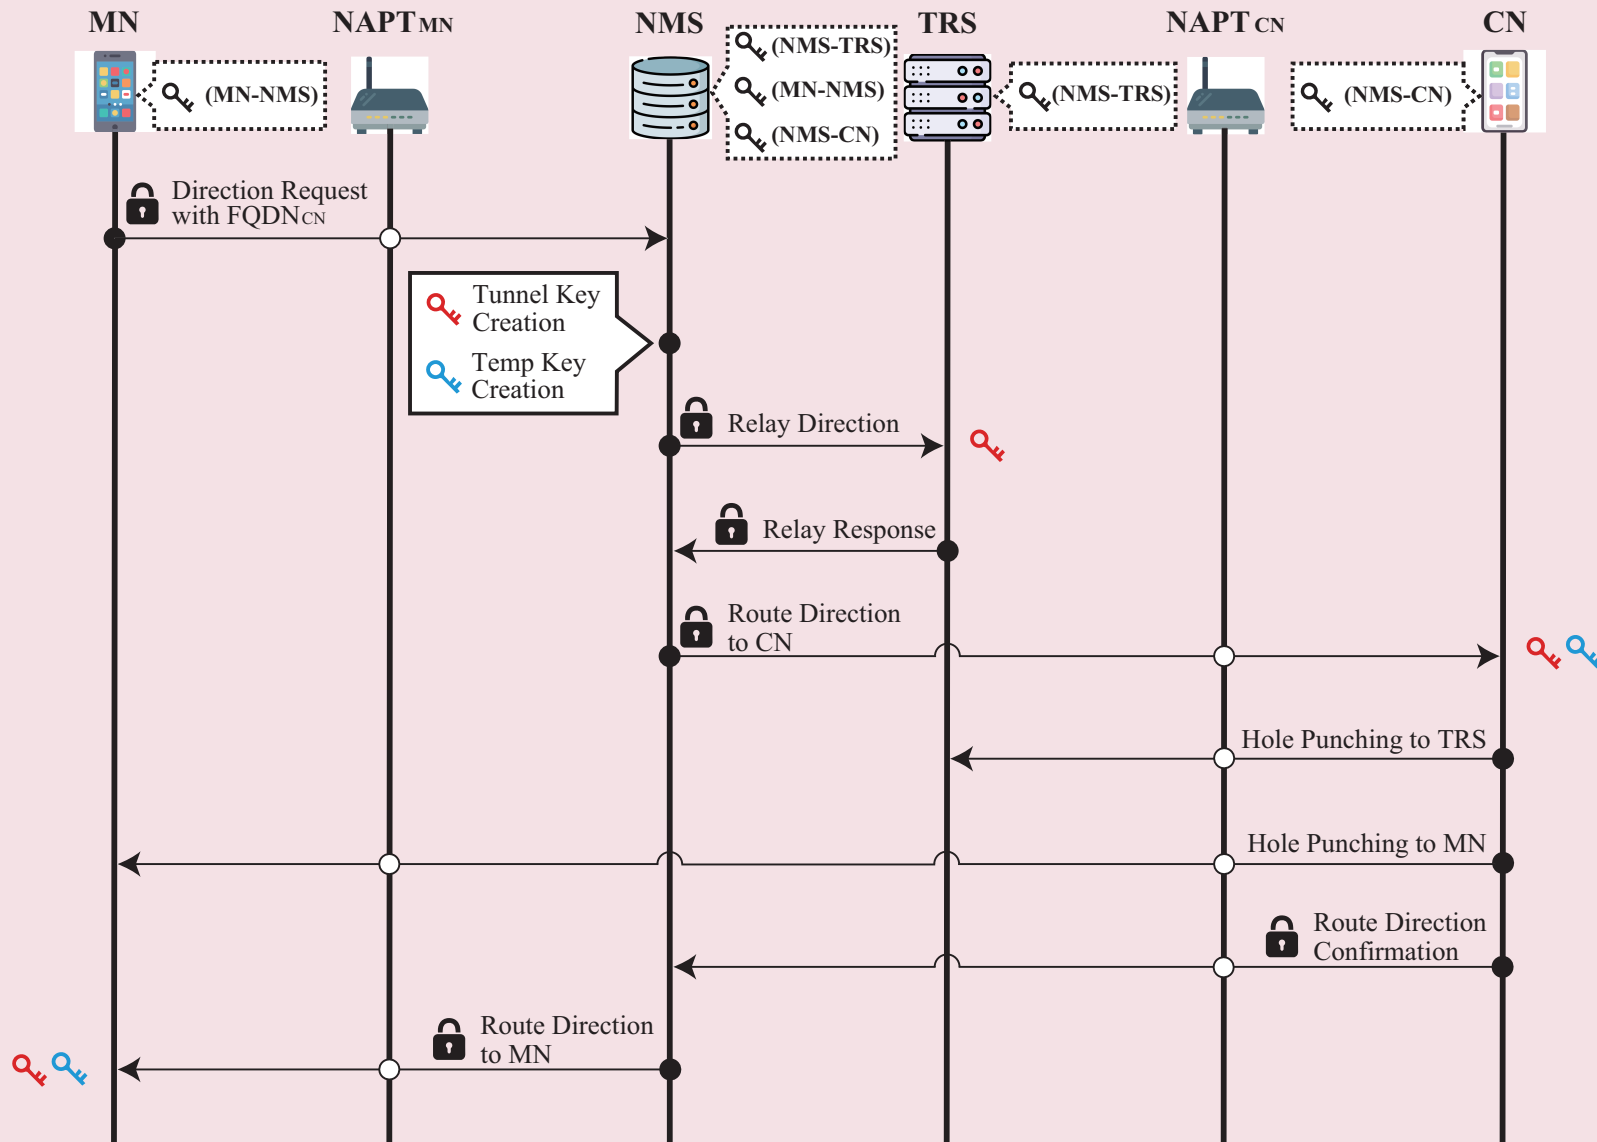 MN
NAPTMN
NMS
TRS
NAPTCN
CN
(MN-NMS)
(NMS-TRS)
(MN-NMS)
(NMS-CN)
(NMS-TRS)
(NMS-CN)
Direction Request
with FQDNCN
Tunnel Key
Creation
Temp Key
Creation
Relay Direction
Relay Response
Route Direction
to CN
Hole Punching to TRS
Hole Punching to MN
Route Direction
Confirmation
Route Direction
to MN